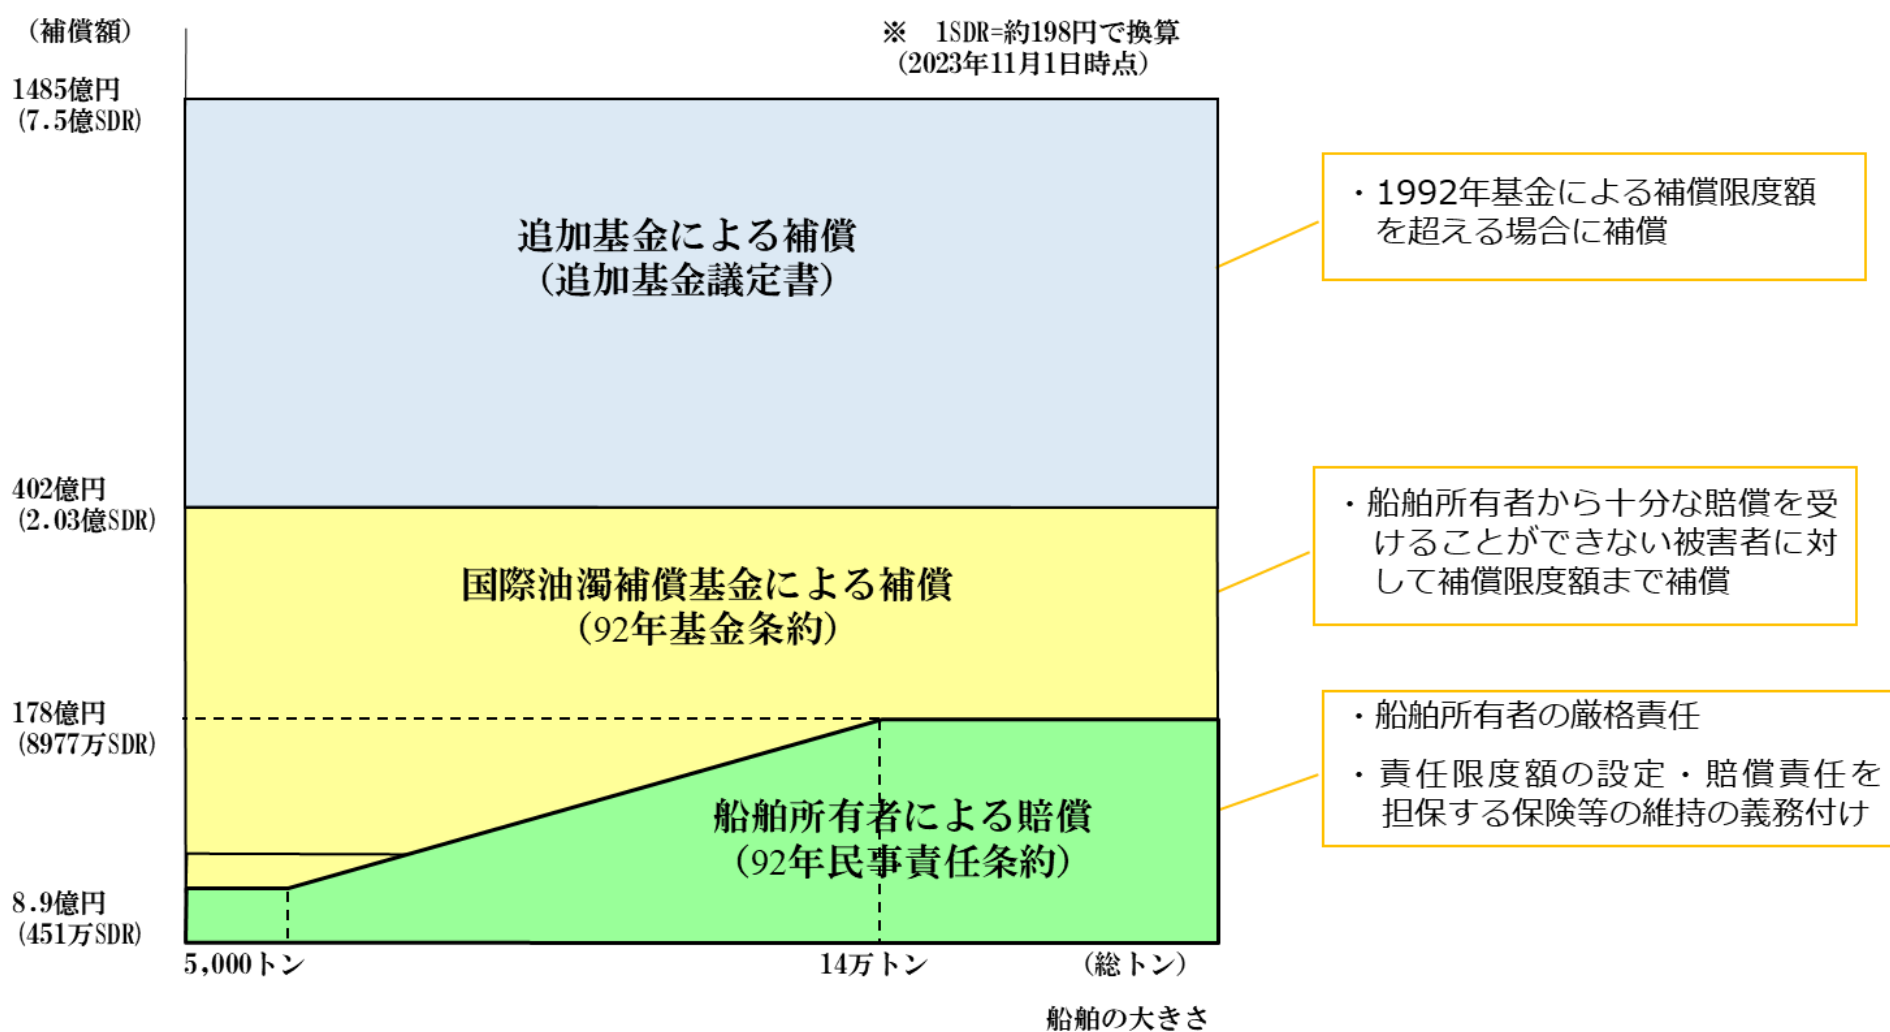 （補償額）
※　1SDR=約198円で換算
（2023年11月1日時点）
1485億円
(7.5億SDR)
追加基金による補償
（追加基金議定書）
・1992年基金による補償限度額
を超える場合に補償
402億円
(2.03億SDR)
国際油濁補償基金による補償
（92年基金条約）
・船舶所有者から十分な賠償を受
けることができない被害者に対
して補償限度額まで補償
178億円
(8977万SDR)
船舶所有者による賠償
（92年民事責任条約）
・船舶所有者の厳格責任
・責任限度額の設定・賠償責任を
担保する保険等の維持の義務付け
8.9億円
(451万SDR)
5,000トン
14万トン
（総トン）
船舶の大きさ